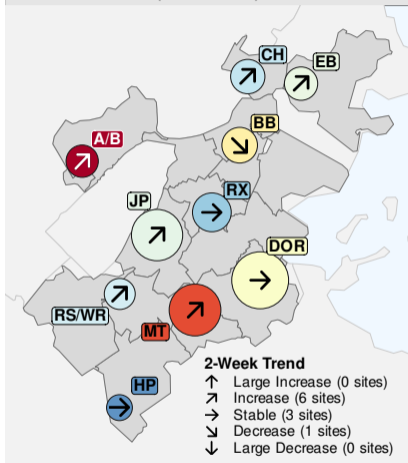 CH
EB
A/B
BB
RX
JP
DOR
RS/WR
MT
HP
2-Week Trend
↑ Large Increase (0 sites)
↗ Increase (6 sites)
→ Stable (3 sites)
↘ Decrease (1 sites)
↓ Large Decrease (0 sites)